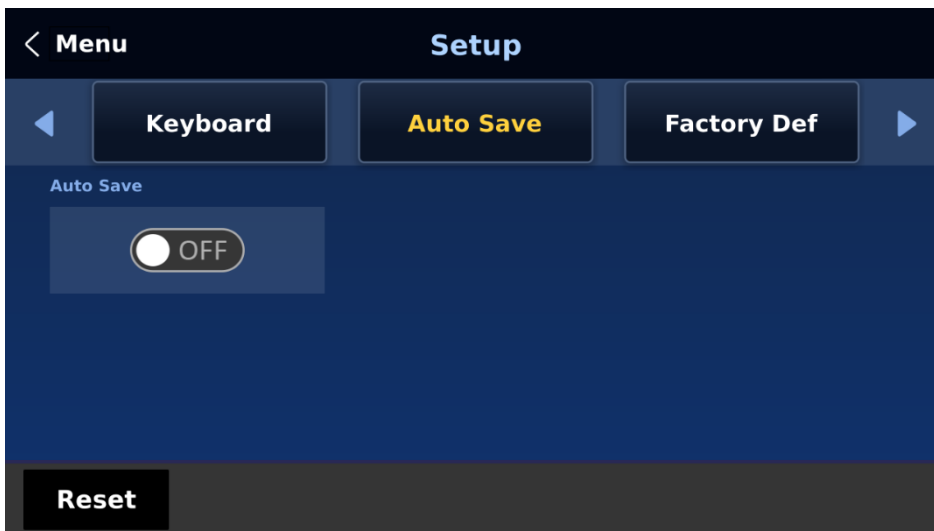 Menu
Setup
Keyboard
Auto Save
Factory Def
Auto Save
OFF
Reset